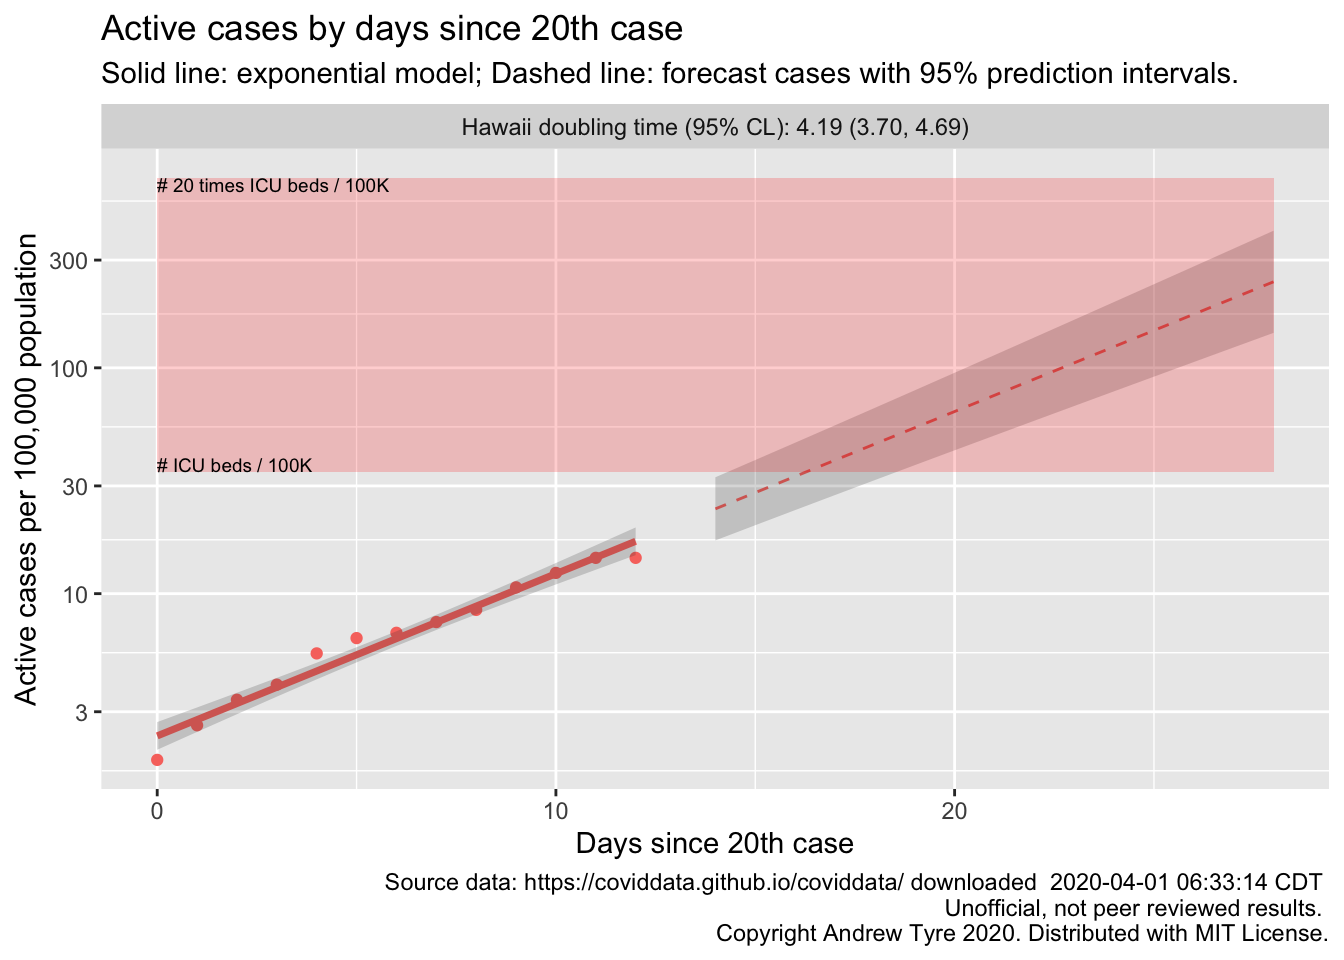 Active cases by days since 20th case
Solid line: exponential model; Dashed line: forecast cases with 95% prediction intervals.
Hawaii doubling time (95% CL): 4.19 (3.70, 4.69)
# 20 times ICU beds / 100K
# ICU beds / 100K
Active cases per 100,000 population
300
100
30
10
3
0
10
20
Days since 20th case
Source data: https://coviddata.github.io/coviddata/ downloaded  2020-04-01 06:33:14 CDT
Unofficial, not peer reviewed results.
Copyright Andrew Tyre 2020. Distributed with MIT License.